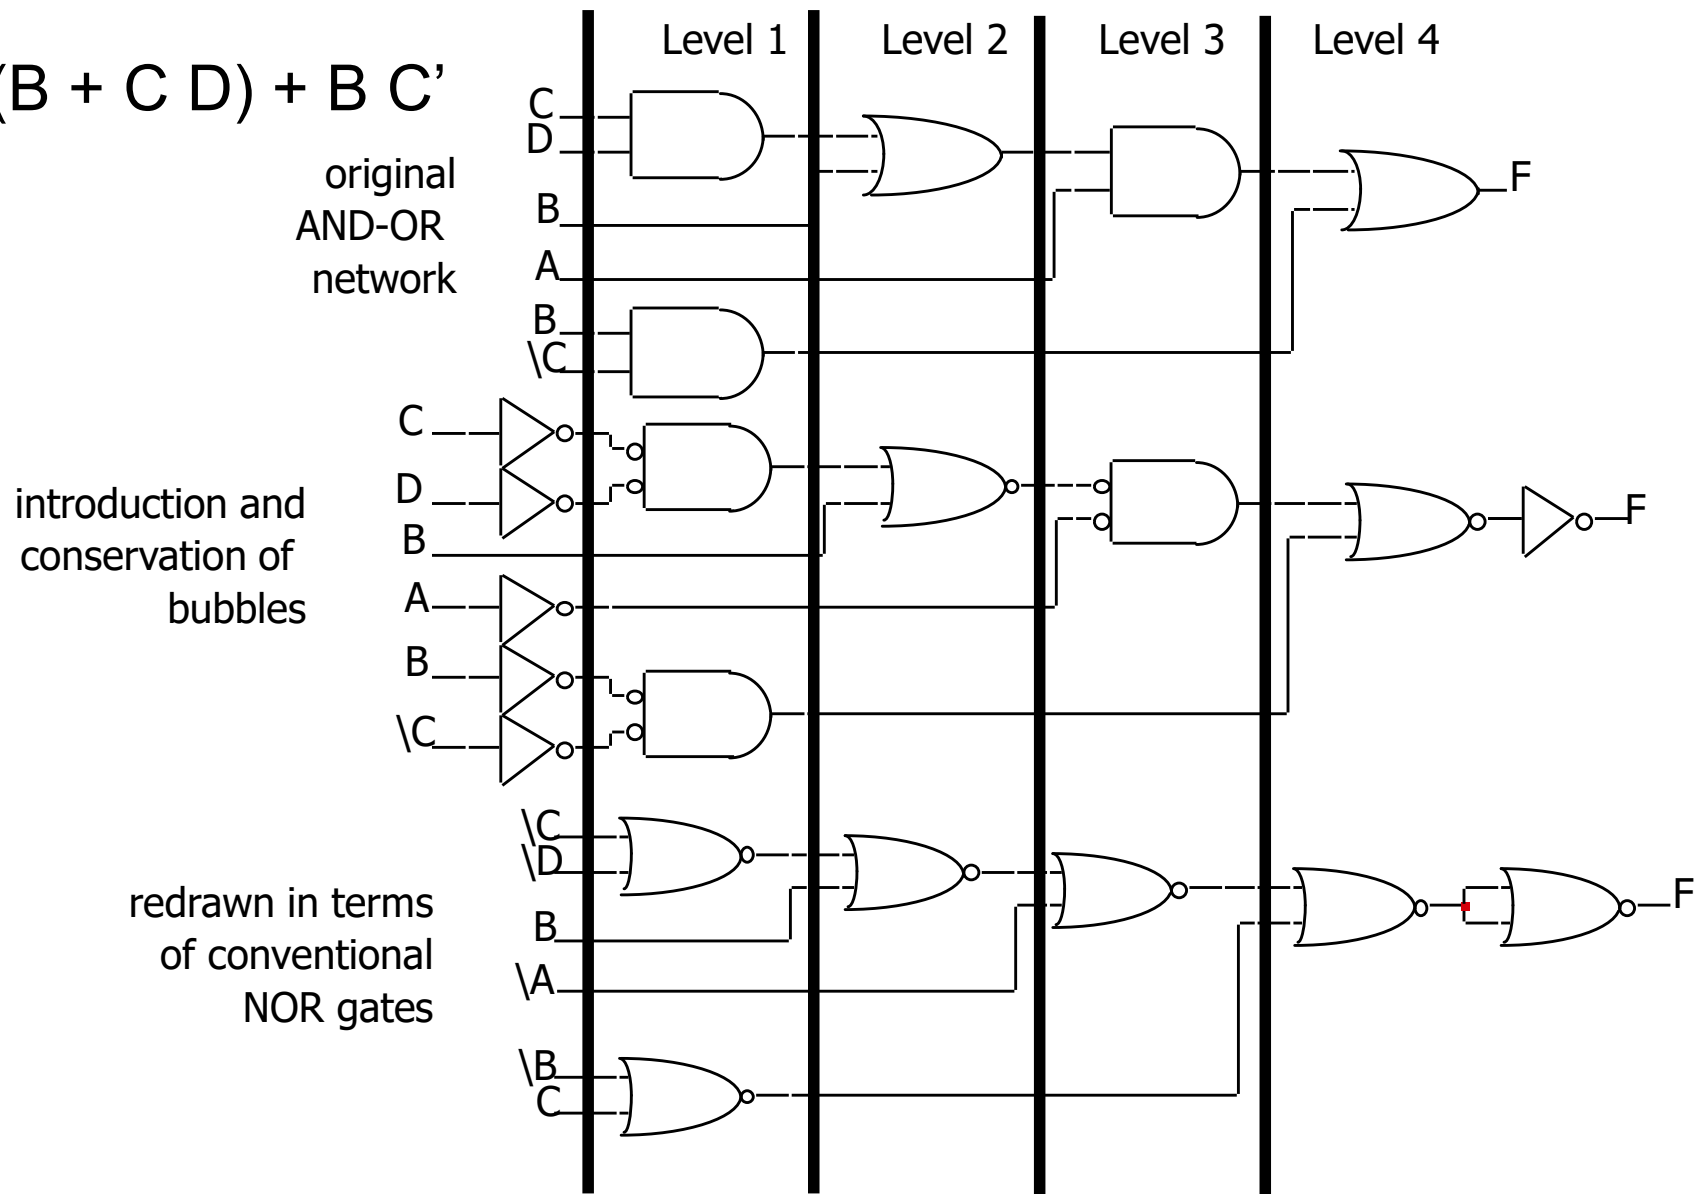 Level 1
Level 2
Level 3
Level 4
(B + C D) + B C’
original
AND-OR
network
C
D
B
A
B
\C
F
introduction and
conservation of
bubbles
C
D
B
A
B
\C
F
redrawn in terms
of conventional
NOR gates
\C
\D
B
\A
\B
C
F